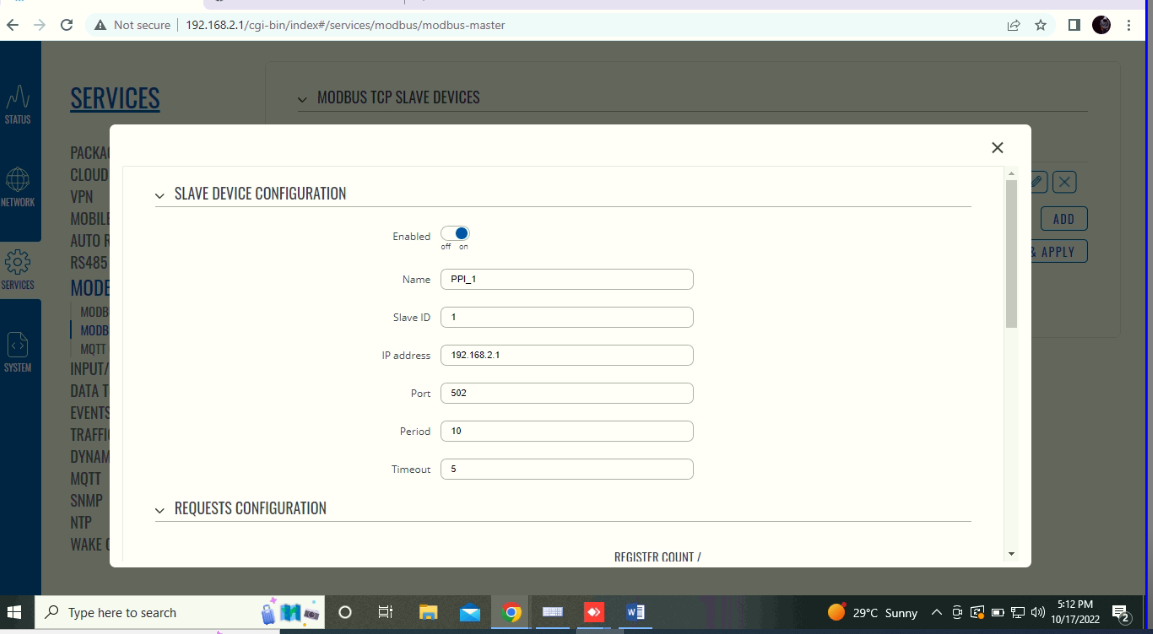 Not secure | 192.168.2.1/cgi-bin/index#/services/modbus/modbus-master
STATUS
NETWORK
SERVICES
SYSTEM
SERVICES
PACKA
CLOUD
VPN
MOBILE
AUTO R
RS485
MODB
MODB
MODB
MQTT
INPUT/
DATA T
EVENTS
TRAFFI
DYNAM
MQTT
SNMP
NTP
WAKE O
MODBUS TCP SLAVE DEVICES
ADD
& APPLY
SLAVE DEVICE CONFIGURATION
Enabled
off on
Name PPI_1
Slave ID 1
IP address 192.168.2.1
Port 502
Period 10
Timeout 5
REQUESTS CONFIGURATION
REGISTER COUNT /
Type here to search
29°C Sunny
5:12 PM
10/17/2022
2